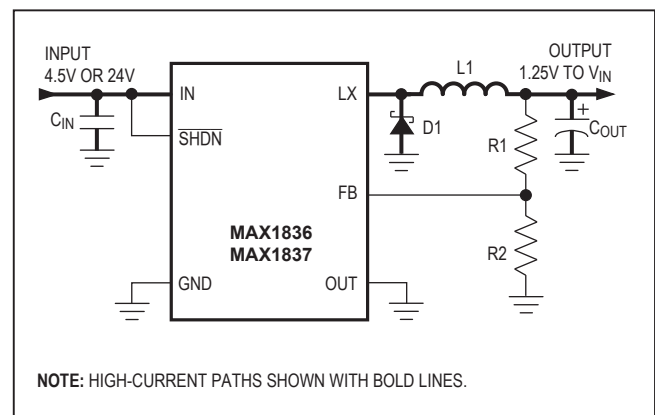 INPUT
4.5V OR 24V
OUTPUT
1.25V TO VIN
IN
LX
L1
CIN
SHDN
D1
R1
+
COUT
FB
MAX1836
MAX1837
R2
GND
OUT
NOTE: HIGH-CURRENT PATHS SHOWN WITH BOLD LINES.